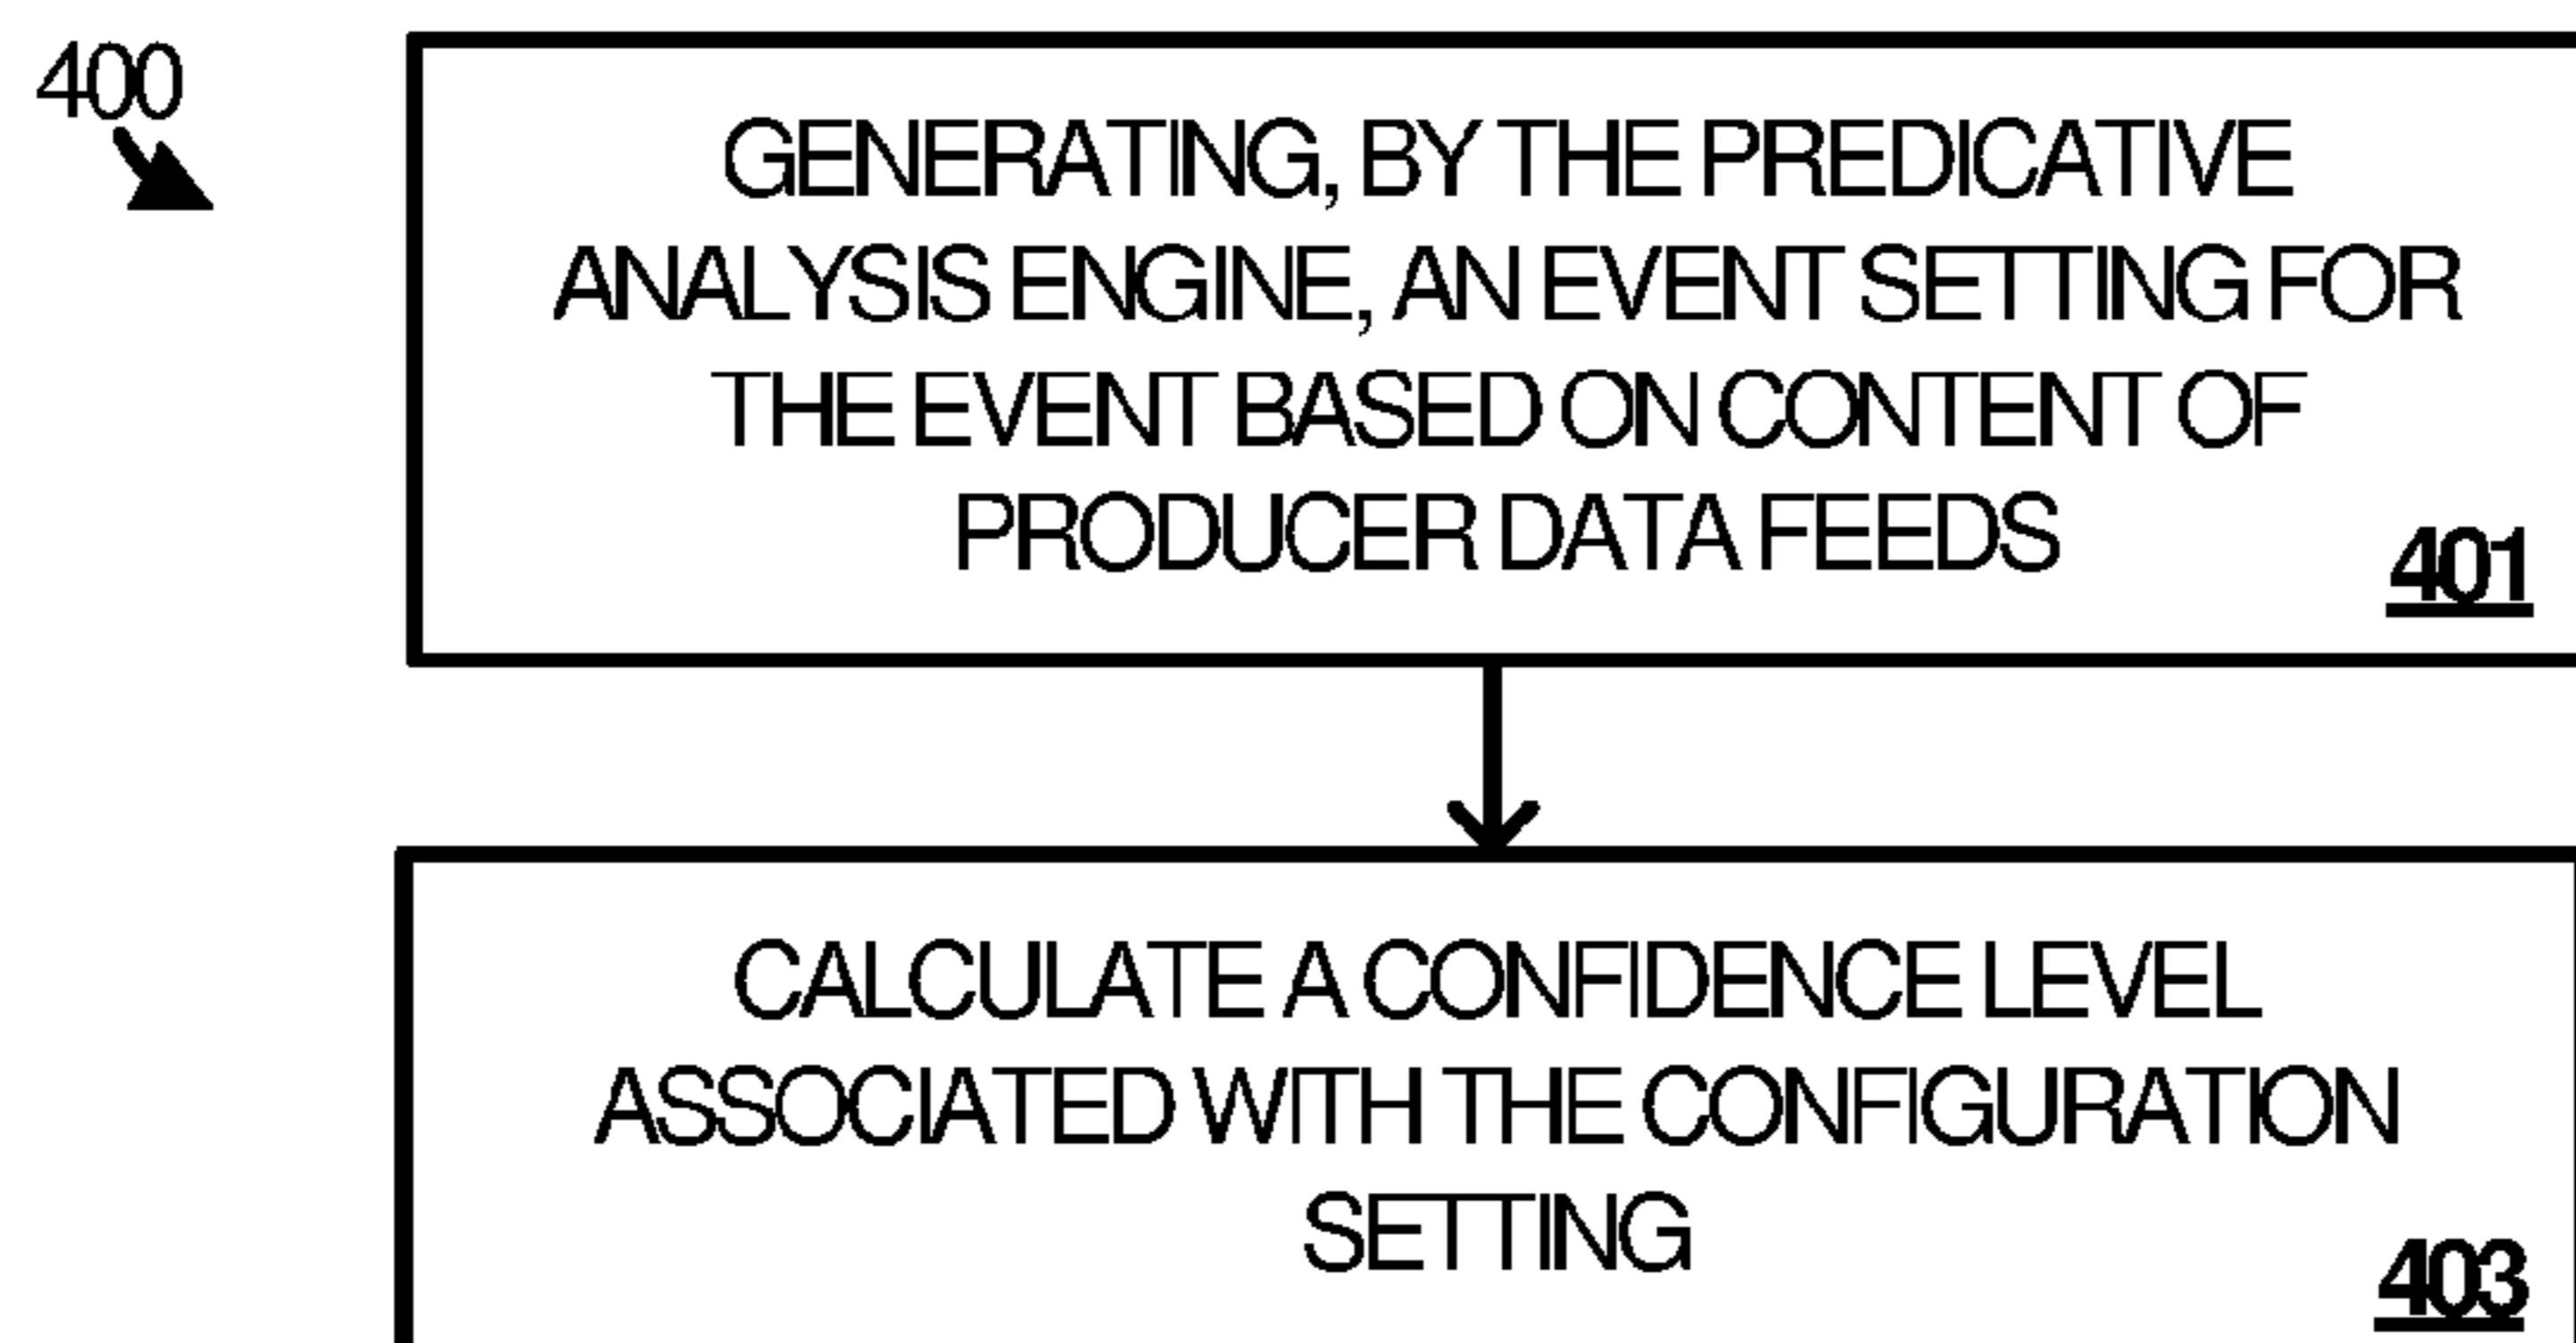 400
GENERATING, BY THE PREDICATIVE
ANALYSIS ENGINE, AN EVENT SETTING FOR
THE EVENT BASED ON CONTENT OF
PRODUCER DATA FEEDS
401
CALCULATE A CONFIDENCE LEVEL
ASSOCIATED WITH THE CONFIGURATION
SETTING
403